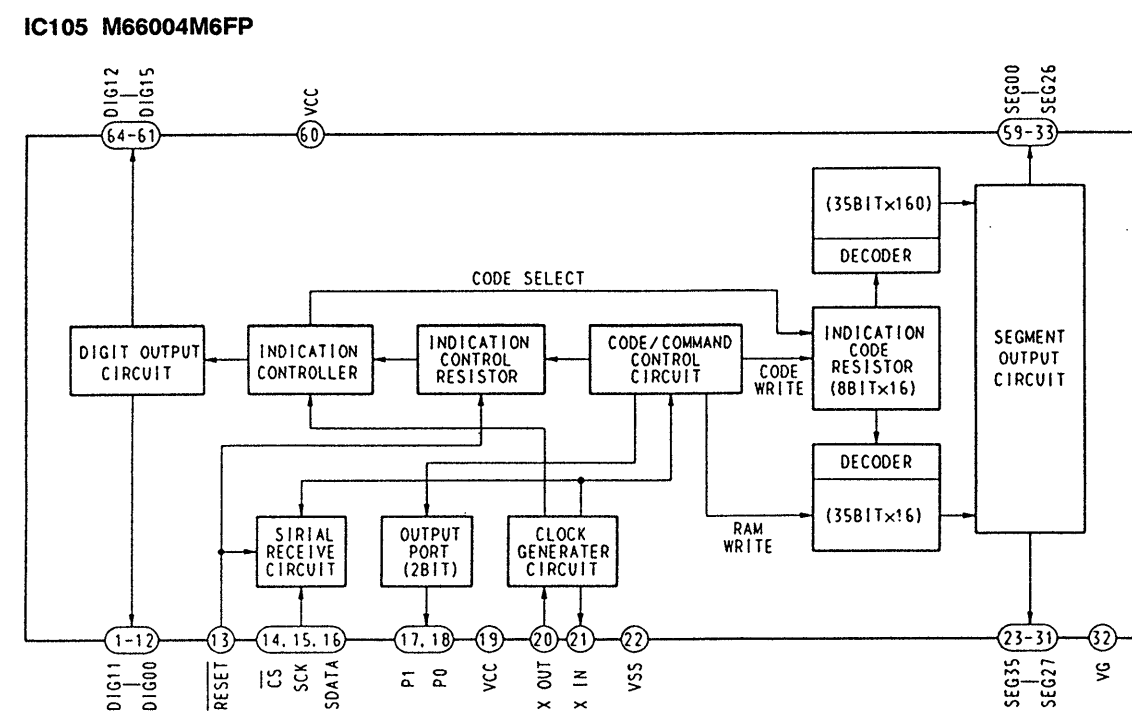 IC105 M66004M6FP
DIG12
DIG15
VCC
SEG00
SEG26
64-61
60
59-33
(35BIT×160)
DECODER
CODE SELECT
DIGIT OUTPUT
CIRCUIT
INDICATION
CONTROLLER
INDICATION
CONTROL
RESISTOR
CODE/COMMAND
CONTROL
CIRCUIT
CODE
WRITE
INDICATION
CODE
RESISTOR
(8BIT×16)
SEGMENT
OUTPUT
CIRCUIT
DECODER
(35BIT×16)
RAM
WRITE
SIRIAL
RECEIVE
CIRCUIT
OUTPUT
PORT
(2BIT)
CLOCK
GENERATER
CIRCUIT
1-12
13
14, 15, 16
17, 18
19
20
21
22
23-31
32
DIG11
DIG00
RESET
CS
SCK
SDATA
P1
P0
VCC
X OUT
X IN
VSS
SEG35
SEG27
VG